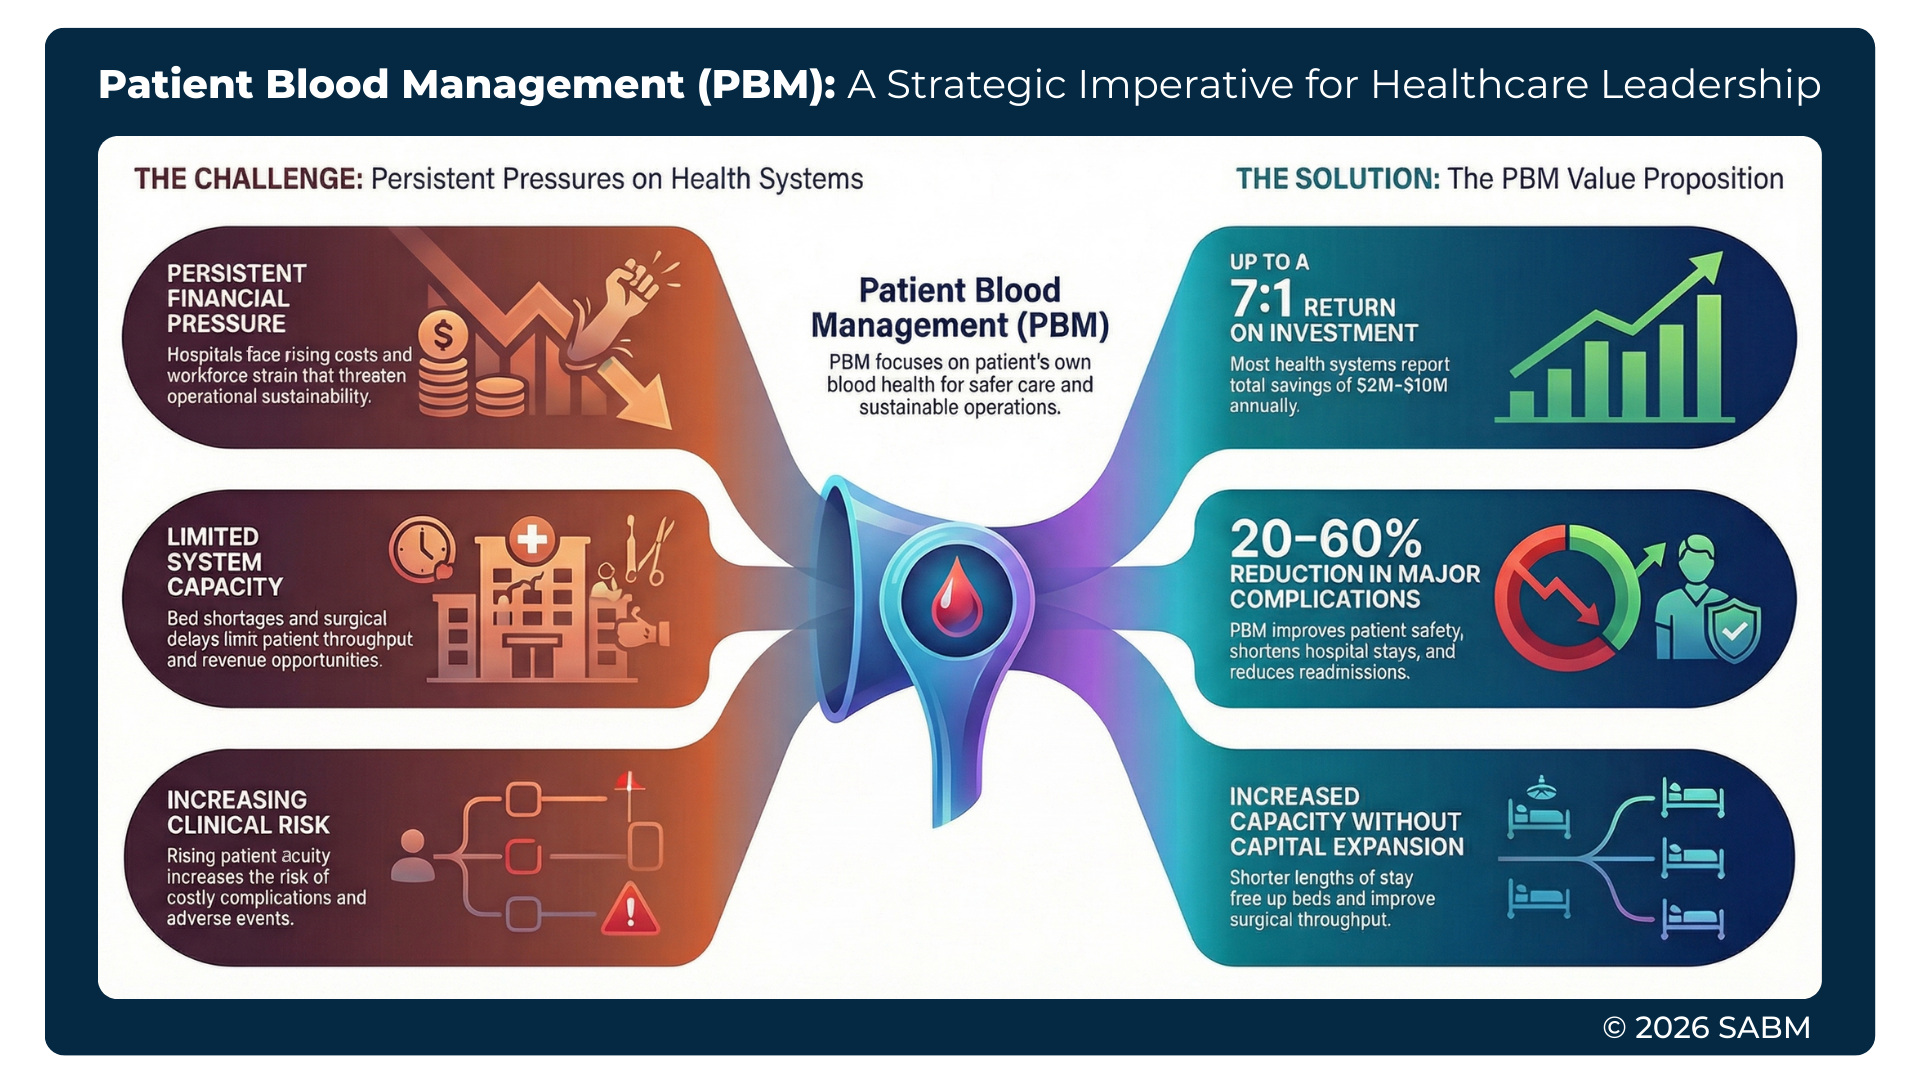 Patient Blood Management (PBM): A Strategic Imperative for Healthcare Leadership
THE CHALLENGE: Persistent Pressures on Health Systems
PERSISTENT
FINANCIAL
PRESSURE
Hospitals face rising costs and
workforce strain that threaten
operational sustainability.
$
LIMITED
SYSTEM
CAPACITY
Bed shortages and surgical
delays limit patient throughput
and revenue opportunities.
INCREASING
CLINICAL RISK
Rising patient acuity
increases the risk of
costly complications and
adverse events.
!
Patient Blood
Management (PBM)
PBM focuses on patient's own
blood health for safer care and
sustainable operations.
THE SOLUTION: The PBM Value Proposition
UP TO A
7:1 RETURN
ON INVESTMENT
Most health systems report
total savings of $2M-$10M
annually.
20-60%
REDUCTION IN MAJOR
COMPLICATIONS
PBM improves patient safety,
shortens hospital stays, and
reduces readmissions.
INCREASED
CAPACITY WITHOUT
CAPITAL EXPANSION
Shorter lengths of stay
free up beds and improve
surgical throughput.
© 2026 SABM